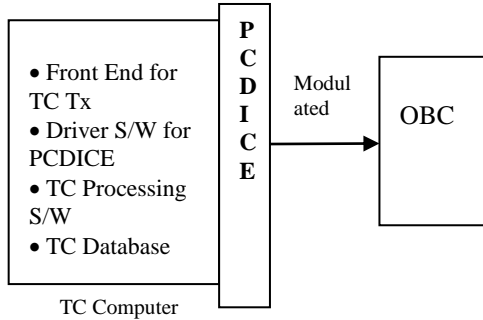 • Front End for
TC Tx
• Driver S/W for
PCDICE
• TC Processing
S/W
• TC Database
P
C
D
I
C
E
Modul
ated
OBC
TC Computer